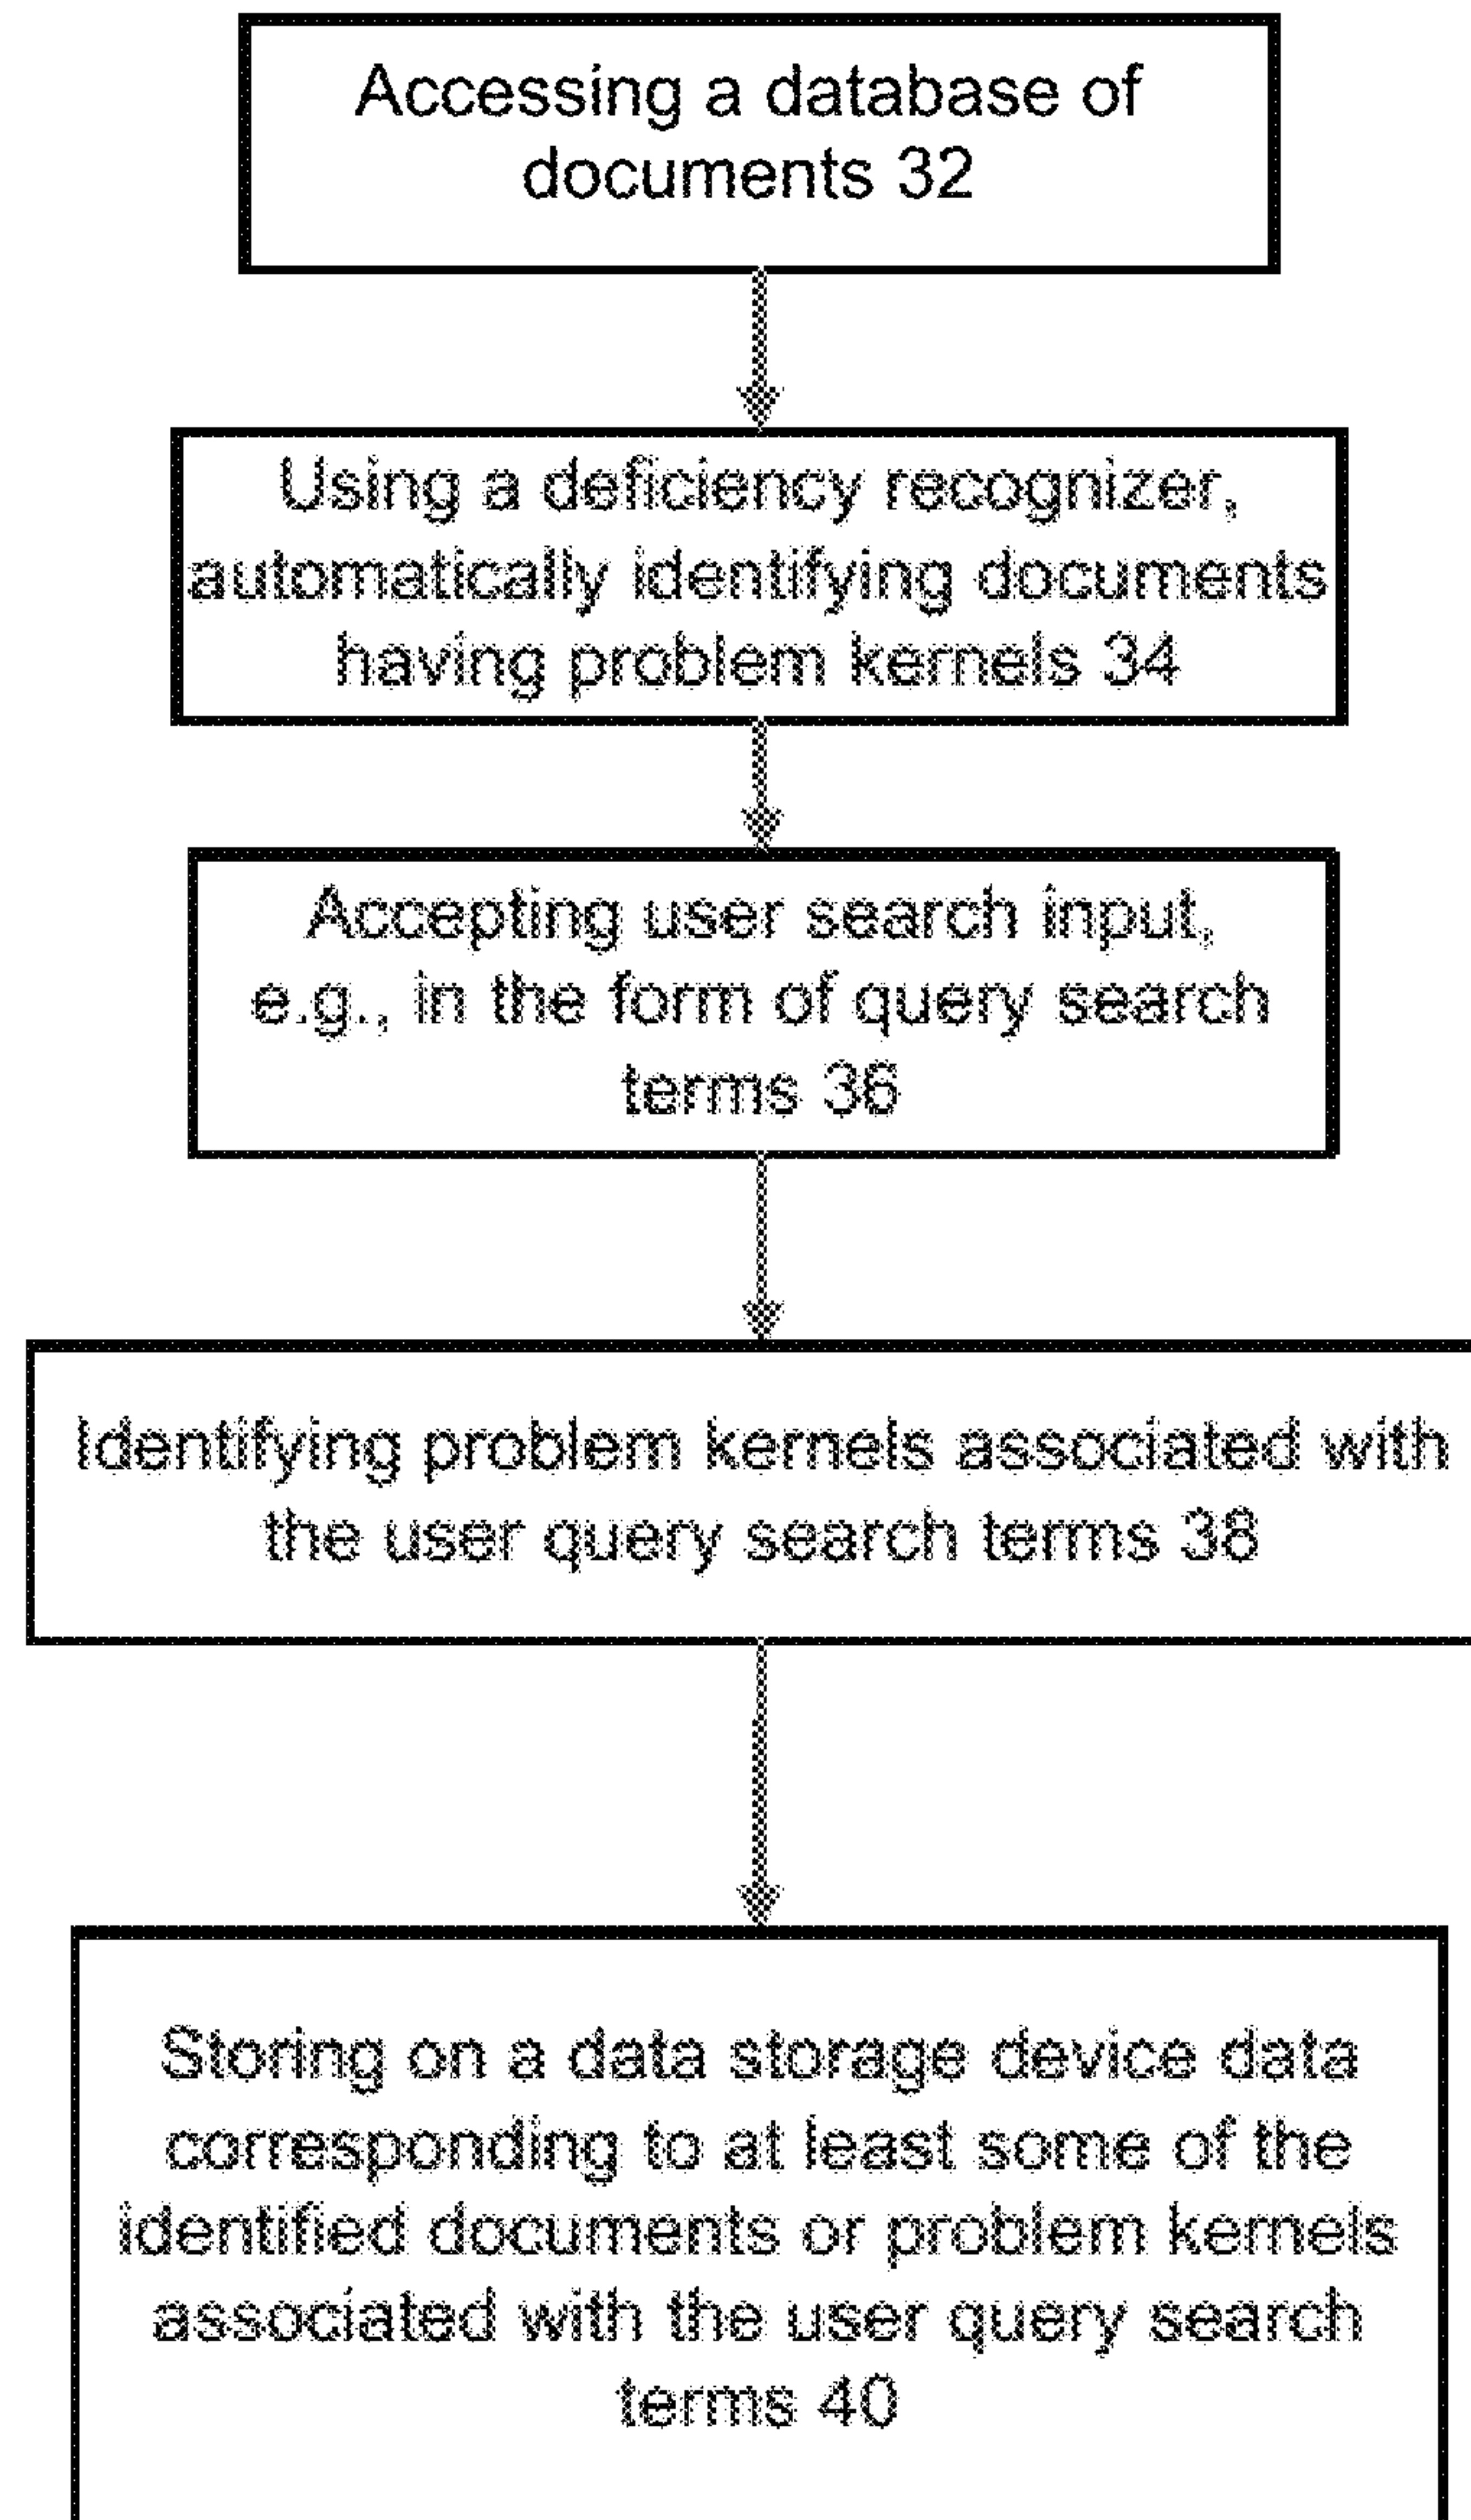 Accessing a database of
documents 32
Using a deficiency recognizer,
automatically identifying documents
having problem kernels 34
Accepting user search input,
e.g., in the form of query search
terms 36
Identifying problem kernels associated with
the user query search terms 38
Storing on a data storage device data
corresponding to at least some of the
identified documents or problem kernels
associated with the user query search
terms 40